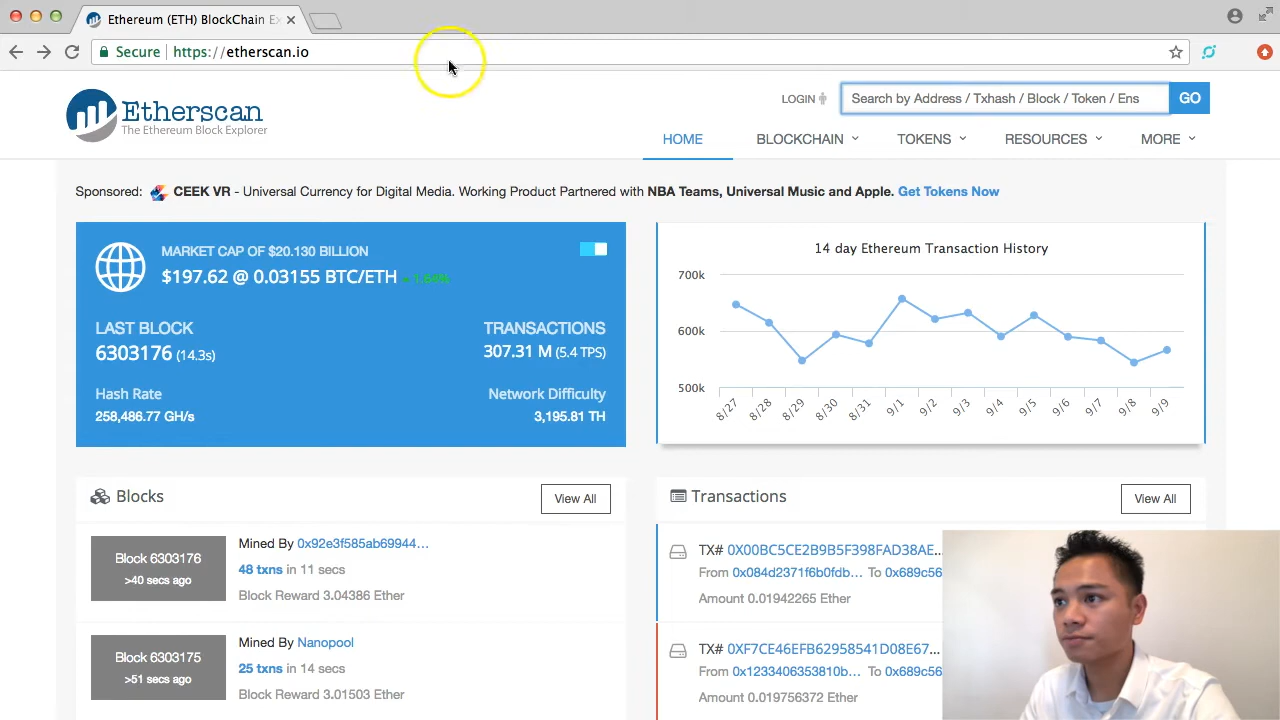 Ethereum (ETH) BlockChain Ex
Secure https://etherscan.io
Etherscan
The Ethereum Block Explorer
LOGIN
Search by Address / Txhash / Block / Token / Ens
GO
HOME
BLOCKCHAIN
TOKENS
RESOURCES
MORE
Sponsored: CEEK VR - Universal Currency for Digital Media. Working Product Partnered with NBA Teams, Universal Music and Apple. Get Tokens Now
MARKET CAP OF $20.130 BILLION
$197.62 @ 0.03155 BTC/ETH 1.64%
LAST BLOCK
6303176 (14.3s)
TRANSACTIONS
307.31 M (5.4 TPS)
Hash Rate
258,486.77 GH/s
Network Difficulty
3,195.81 TH
14 day Ethereum Transaction History
700k
600k
500k
8/27 8/28 8/29 8/30 8/31 9/1 9/2 9/3 9/4 9/5 9/6 9/7 9/8 9/9
Blocks
View All
Block 6303176
>40 secs ago
Mined By 0x92e3f585ab69944...
48 txns in 11 secs
Block Reward 3.04386 Ether
Block 6303175
>51 secs ago
Mined By Nanopool
25 txns in 14 secs
Block Reward 3.01503 Ether
Transactions
View All
TX# 0X00BC5CE2B9B5F398FAD38AE...
From 0x084d2371f6b0fdb... To 0x689c56
Amount 0.01942265 Ether
TX# 0XF7CE46EFB62958541D08E67...
From 0x1233406353810b... To 0x689c56
Amount 0.019756372 Ether